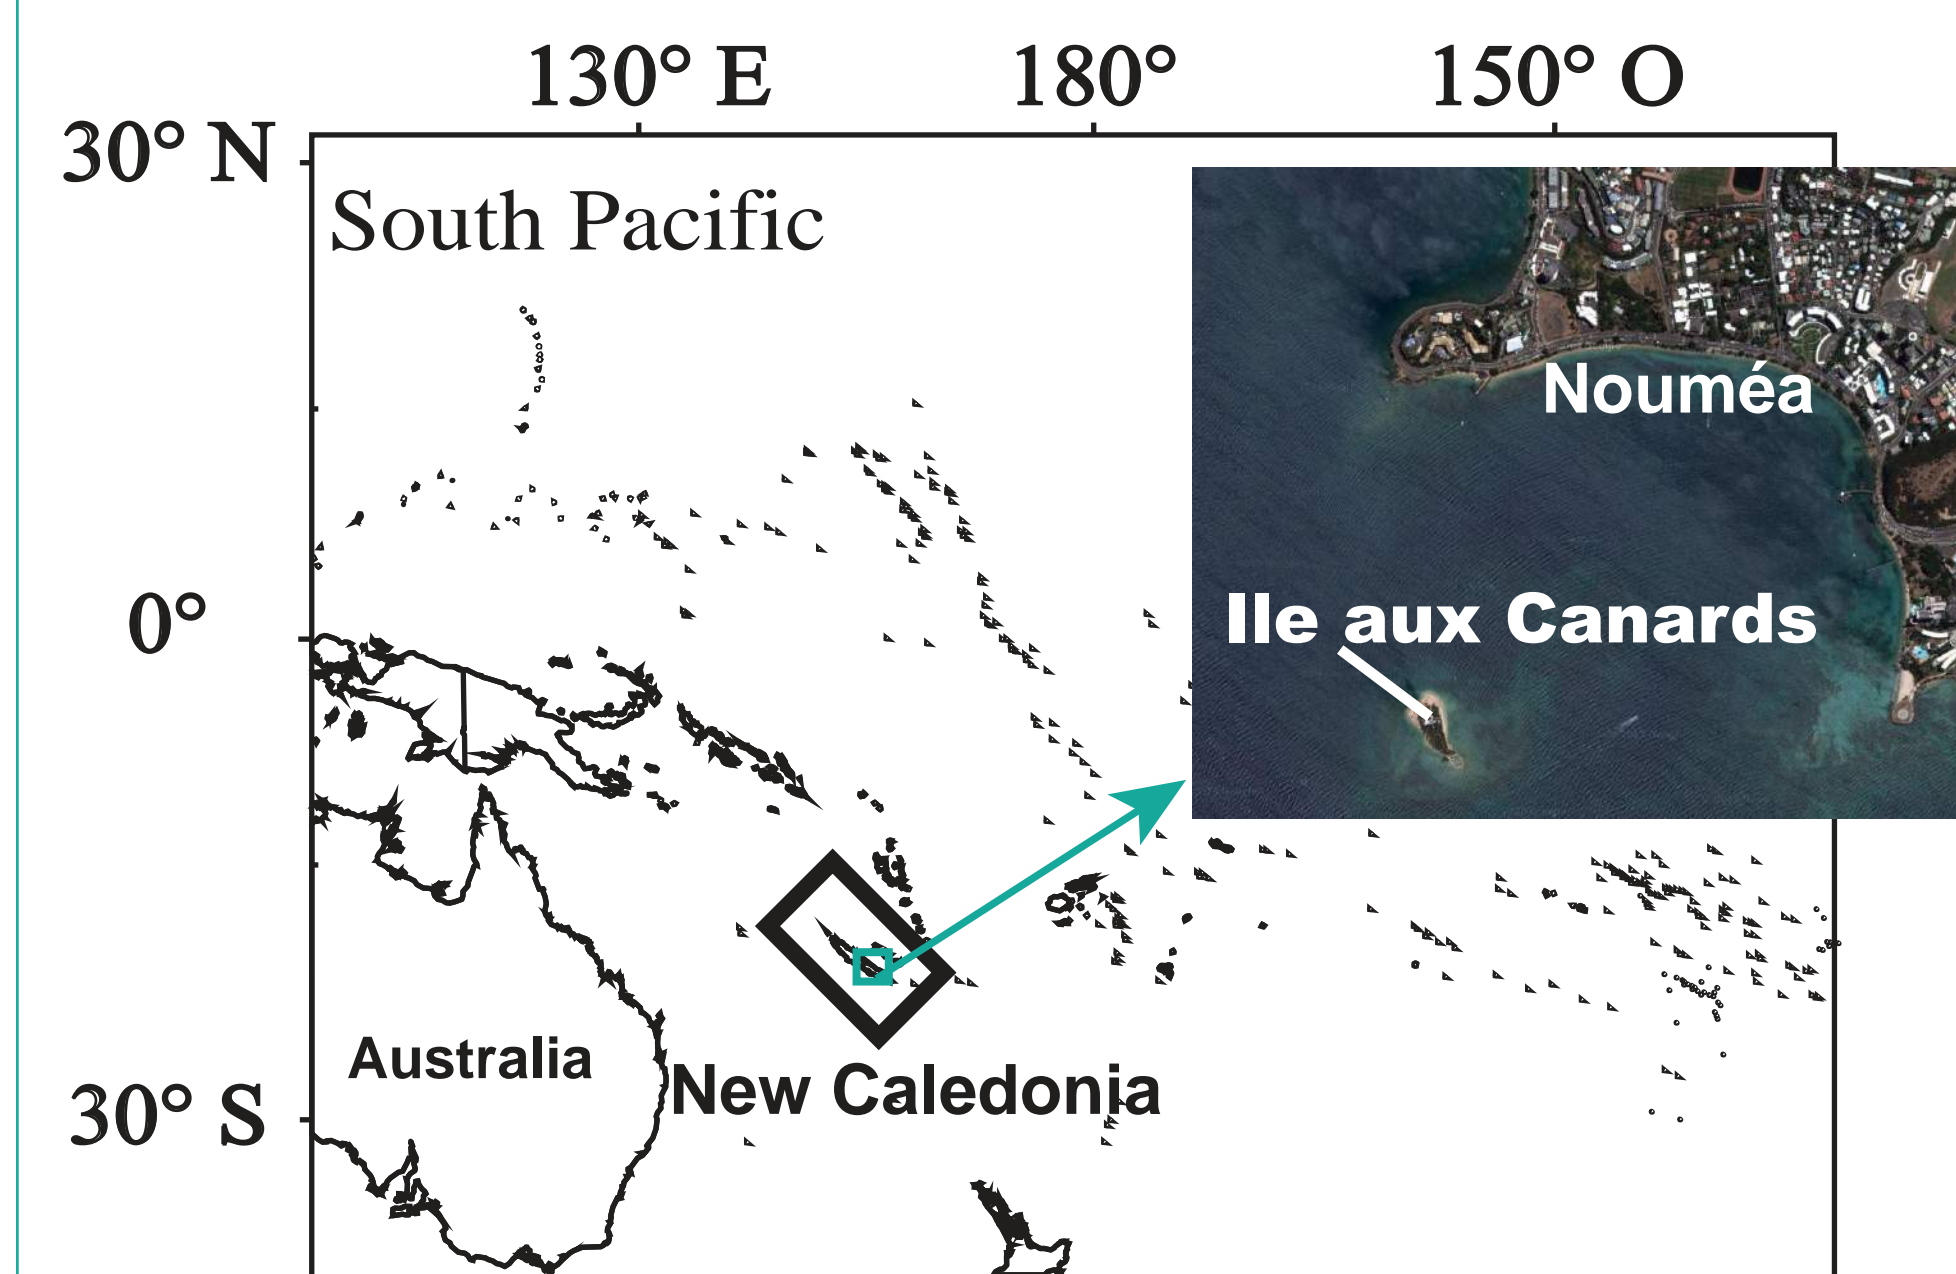 130° E 180° 150° O
30° N
South Pacific
Nouméa
Ile aux Canards
0°
Australia
New Caledonia
30° S